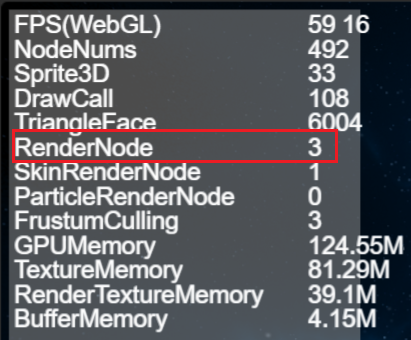 FPS(WebGL) 59 16
NodeNums 492
Sprite3D 33
DrawCall 108
TriangleFace 6004
RenderNode 3
SkinRenderNode 1
ParticleRenderNode 0
FrustumCulling 3
GPUMemory 124.55M
TextureMemory 81.29M
RenderTextureMemory 39.1M
BufferMemory 4.15M